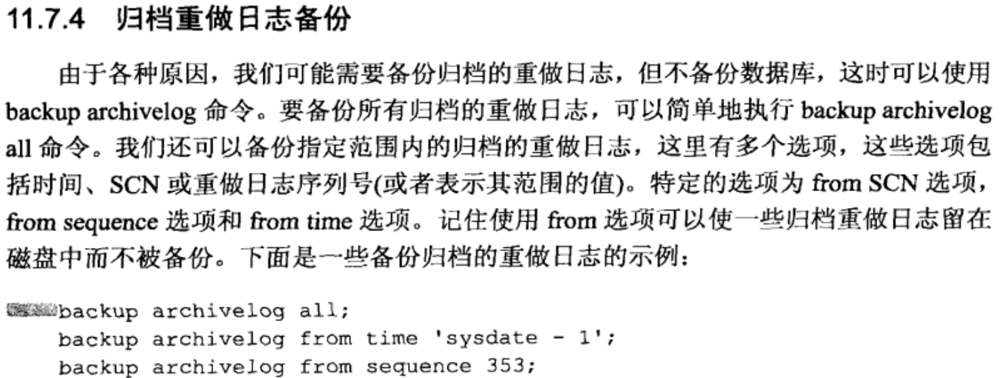 11.7.4 归档重做日志备份
由于各种原因，我们可能需要备份归档的重做日志，但不备份数据库，这时可以使用
backup archivelog 命令。要备份所有归档的重做日志，可以简单地执行 backup archivelog
all 命令。我们还可以备份指定范围内的归档的重做日志，这里有多个选项，这些选项包
括时间、SCN 或重做日志序列号(或者表示其范围的值)。特定的选项为 from SCN 选项，
from sequence 选项和 from time 选项。记住使用 from 选项可以使一些归档重做日志留在
磁盘中而不被备份。下面是一些备份归档的重做日志的示例：
backup archivelog all;
backup archivelog from time 'sysdate - 1';
backup archivelog from sequence 353;